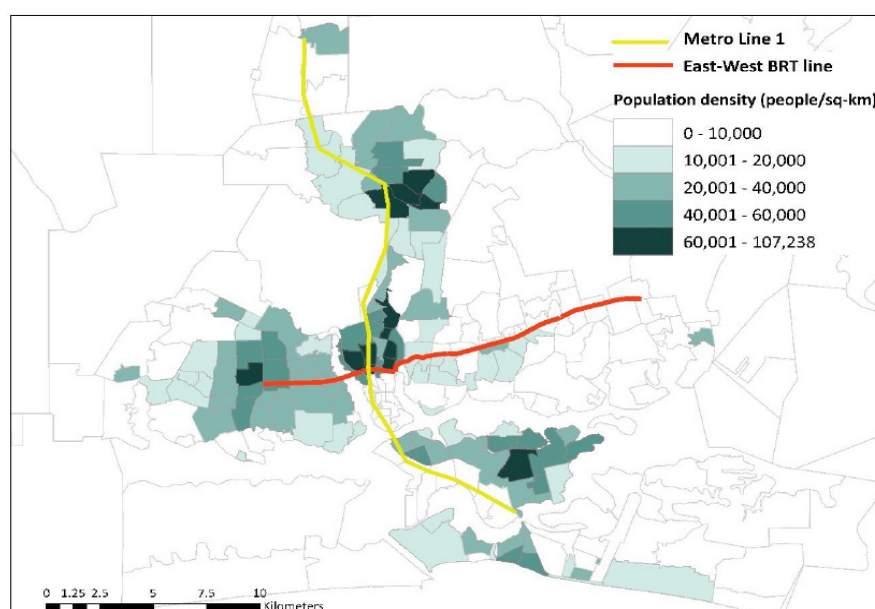 Metro Line 1
East-West BRT line
Population density (people/sq-km)
0 - 10,000
10,001 - 20,000
20,001 - 40,000
40,001 - 60,000
60,001 - 107,238
0 1.25 2.5 5 7.5 10
Kilometers